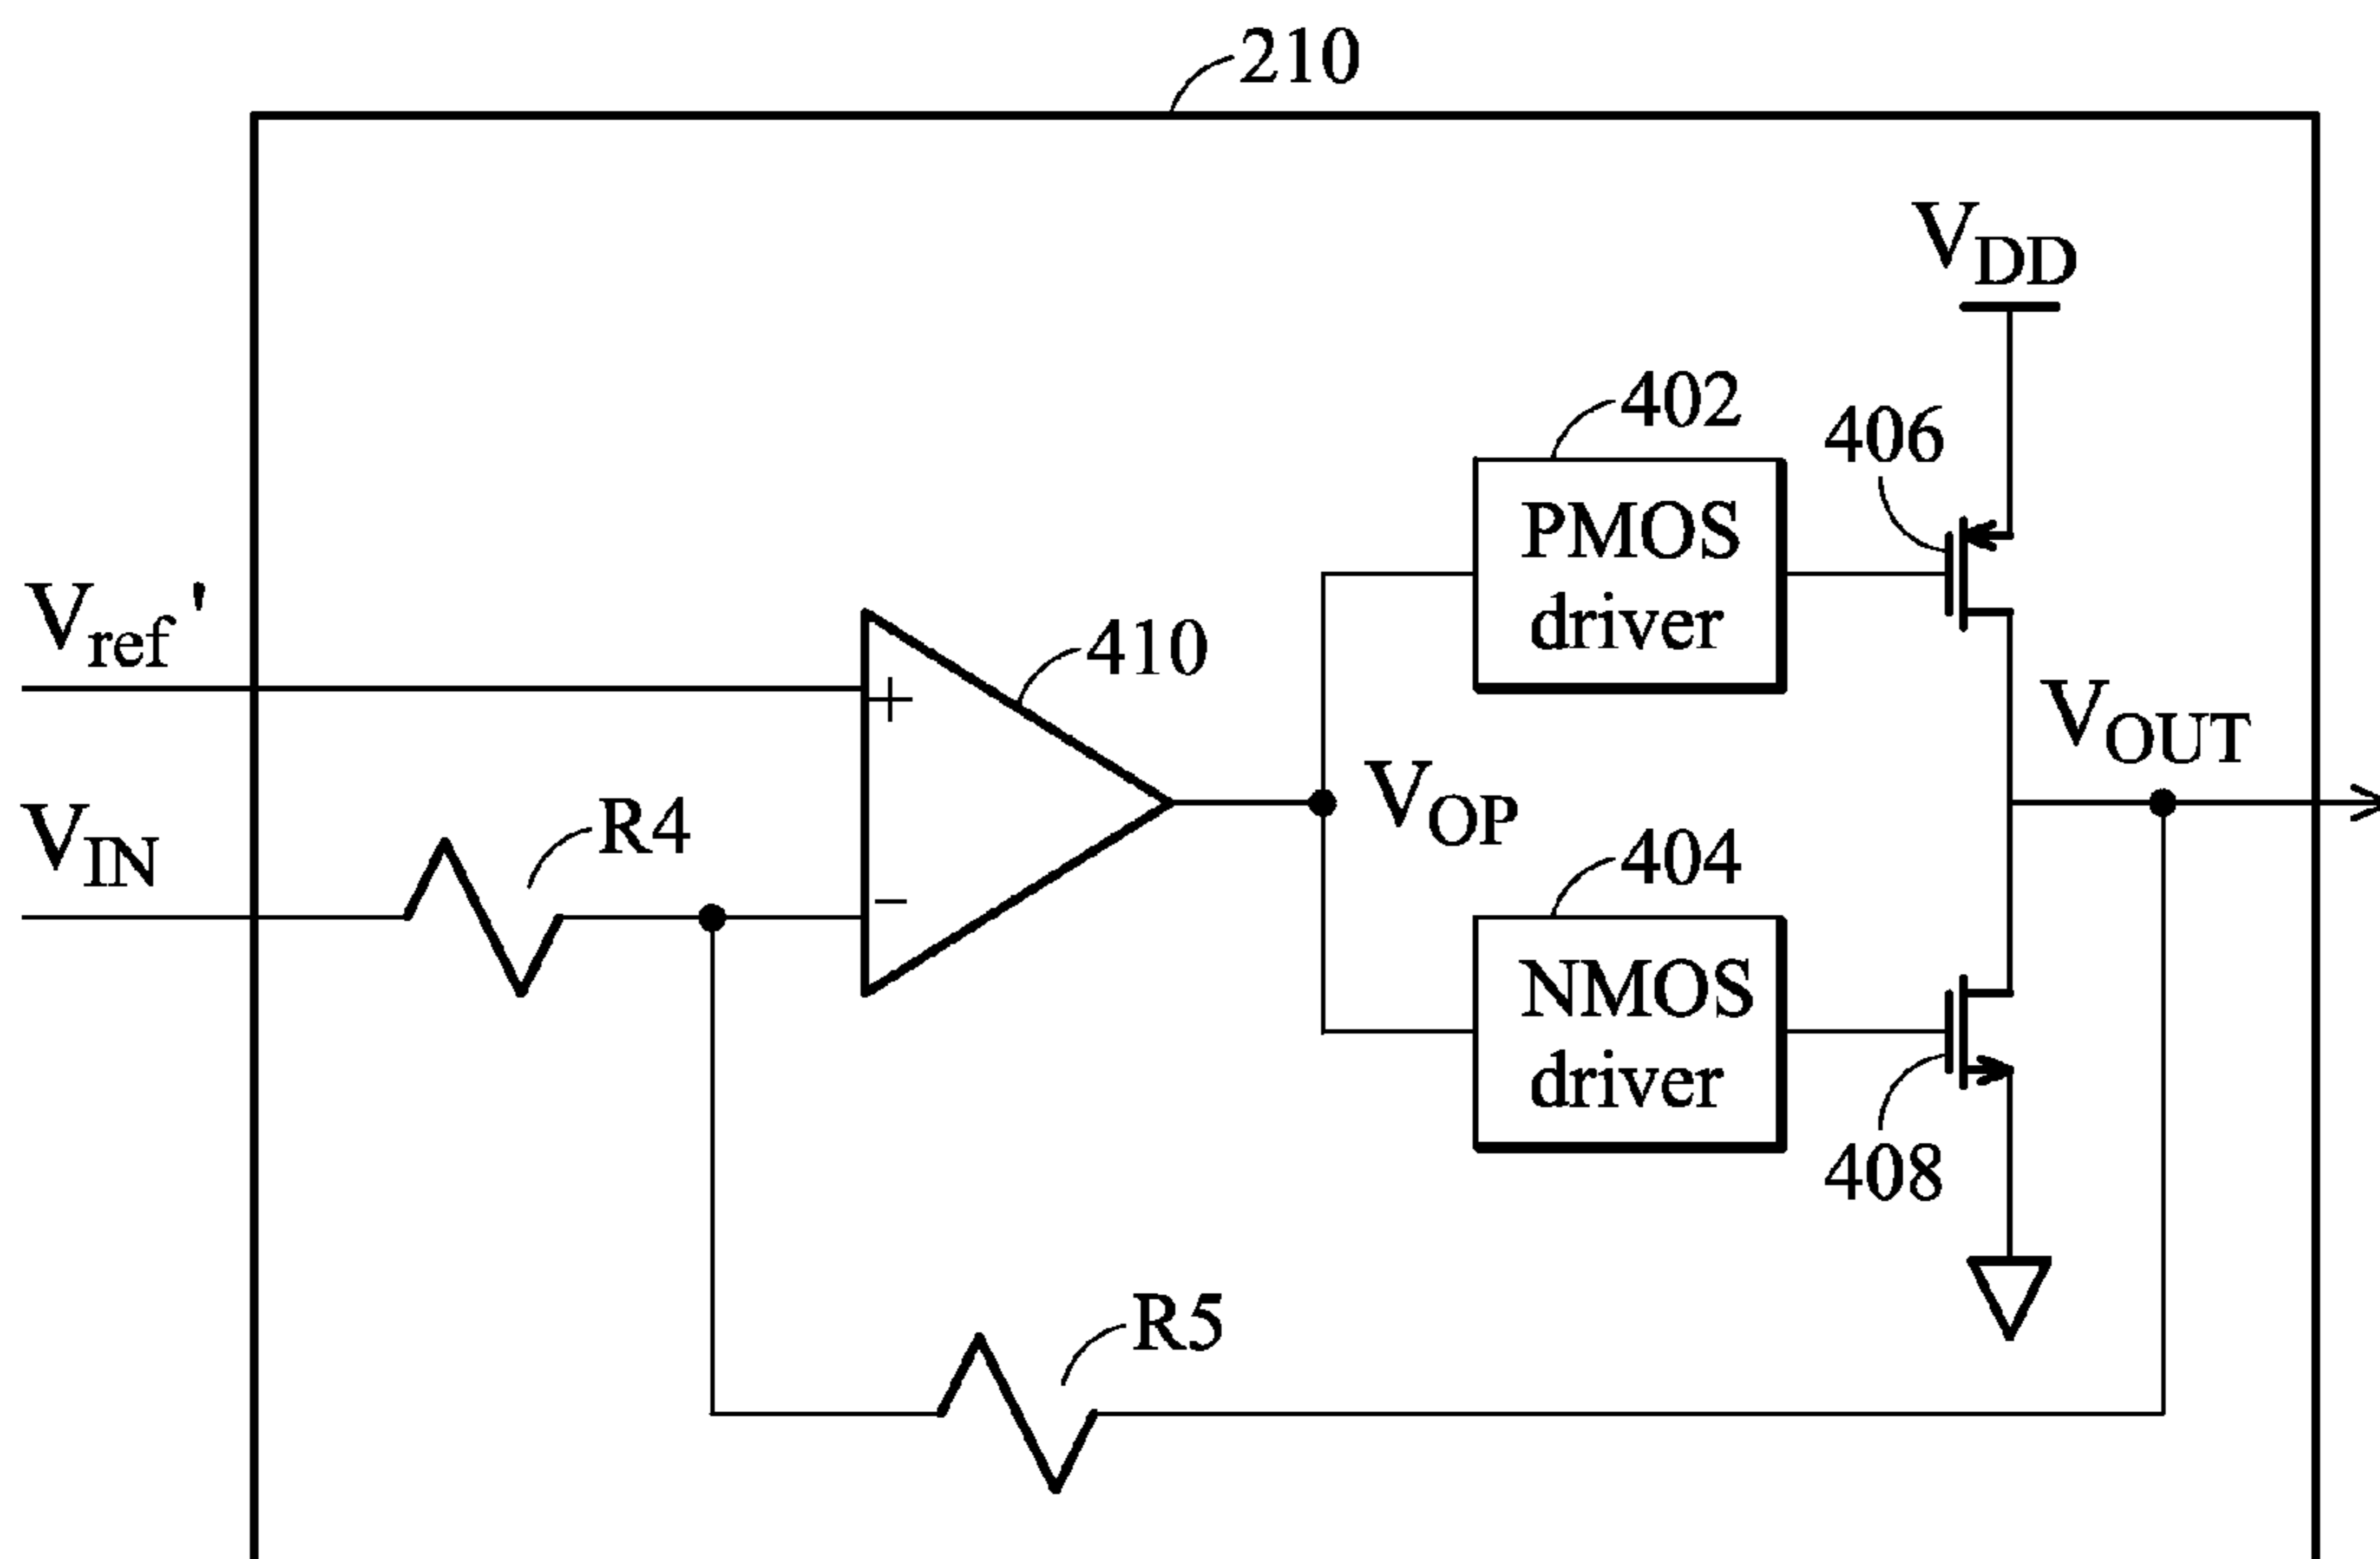 210
VDD
402
406
PMOS
driver
Vref'
410
VOUT
VIN
R4
VOP
404
NMOS
driver
408
R5
+
−